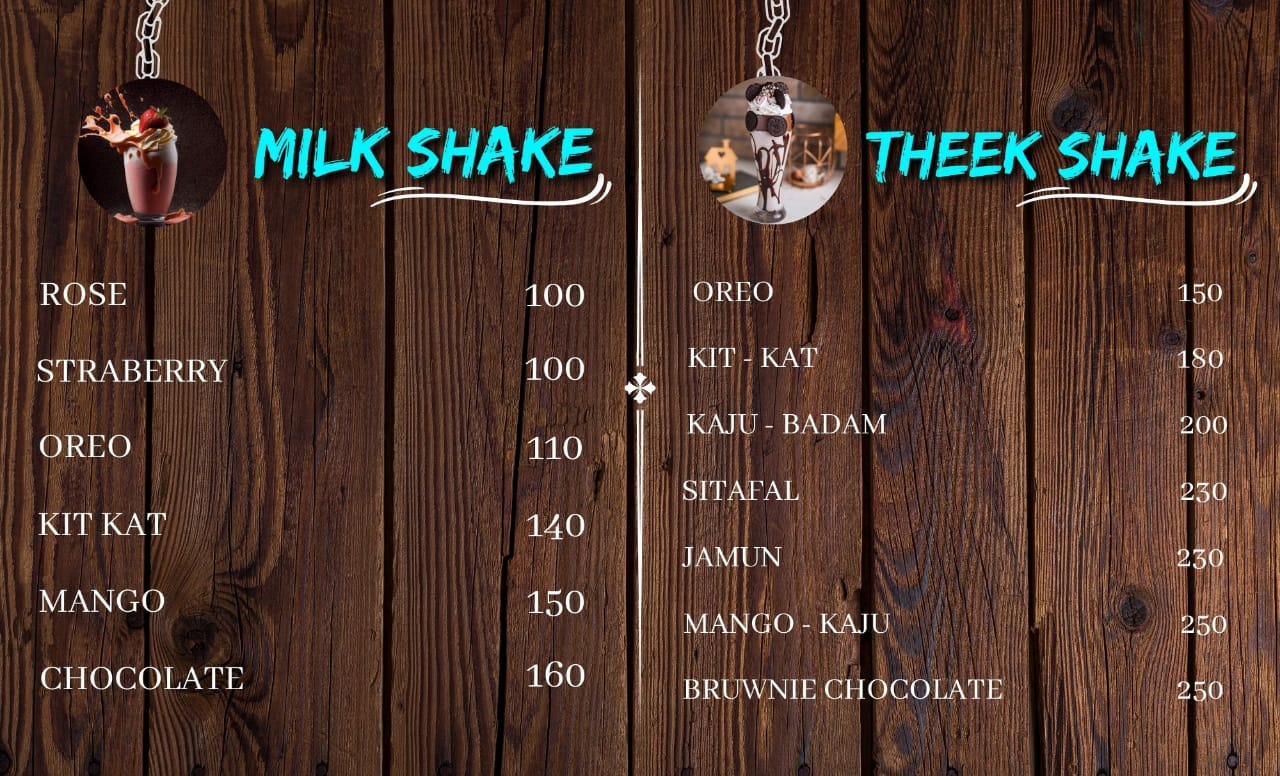 MILK SHAKE
ROSE 100
STRABERRY 100
OREO 110
KIT KAT 140
MANGO 150
CHOCOLATE 160
THEEK SHAKE
OREO 150
KIT - KAT 180
KAJU - BADAM 200
SITAFAL 230
JAMUN 230
MANGO - KAJU 250
BRUWNIE CHOCOLATE 250